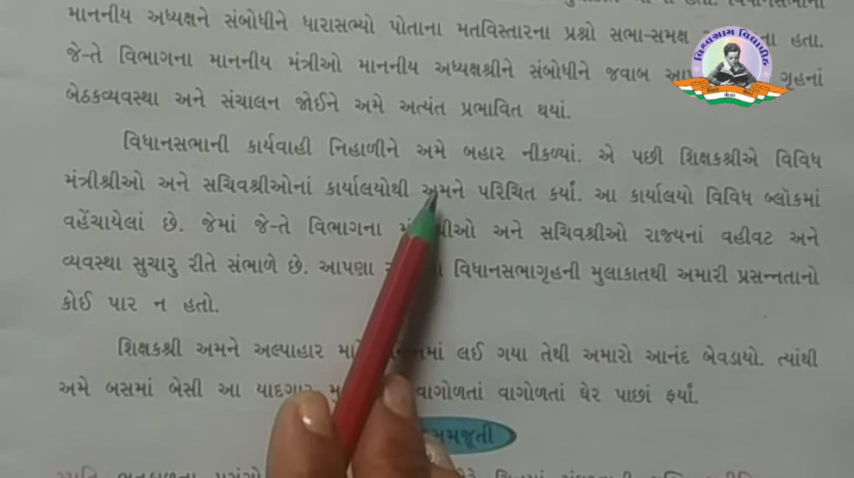 માનનીય અધ્યક્ષને સંબોધીને ધારાસભ્યો પોતાના મતવિસ્તારના પ્રશ્નો સભા-સમક્ષ હતા.
જે-તે વિભાગના માનનીય મંત્રીઓ માનનીય અધ્યક્ષશ્રીને સંબોધીને જવાબ ગૃહનાં
બેઠકવ્યવસ્થા અને સંચાલન જોઈને અમે અત્યંત પ્રભાવિત થયાં.
વિધાનસભાની કાર્યવાહી નિહાળીને અમે બહાર નીકળ્યાં. એ પછી શિક્ષકશ્રીએ વિવિધ
મંત્રીશ્રીઓ અને સચિવશ્રીઓનાં કાર્યાલયોથી અમને પરિચિત કર્યાં. આ કાર્યાલયો વિવિધ બ્લોકમાં
વહેંચાયેલાં છે. જેમાં જે-તે વિભાગના અને સચિવશ્રીઓ રાજ્યનાં વહીવટ અને
વ્યવસ્થા સુચારુ રીતે સંભાળે છે. આપણા વિધાનસભાગૃહની મુલાકાતથી અમારી પ્રસન્નતાનો
કોઈ પાર ન હતો.
શિક્ષકશ્રી અમને અલ્પાહાર લઈ ગયા તેથી અમારો આનંદ બેવડાયો. ત્યાંથી
અમે બસમાં બેસી આ યાદગાર વાગોળતાં વાગોળતાં ઘેર પાછાં ફર્યાં.
સમજૂતી
વિશ્વગ્રામ વિદ્યાપીઠ